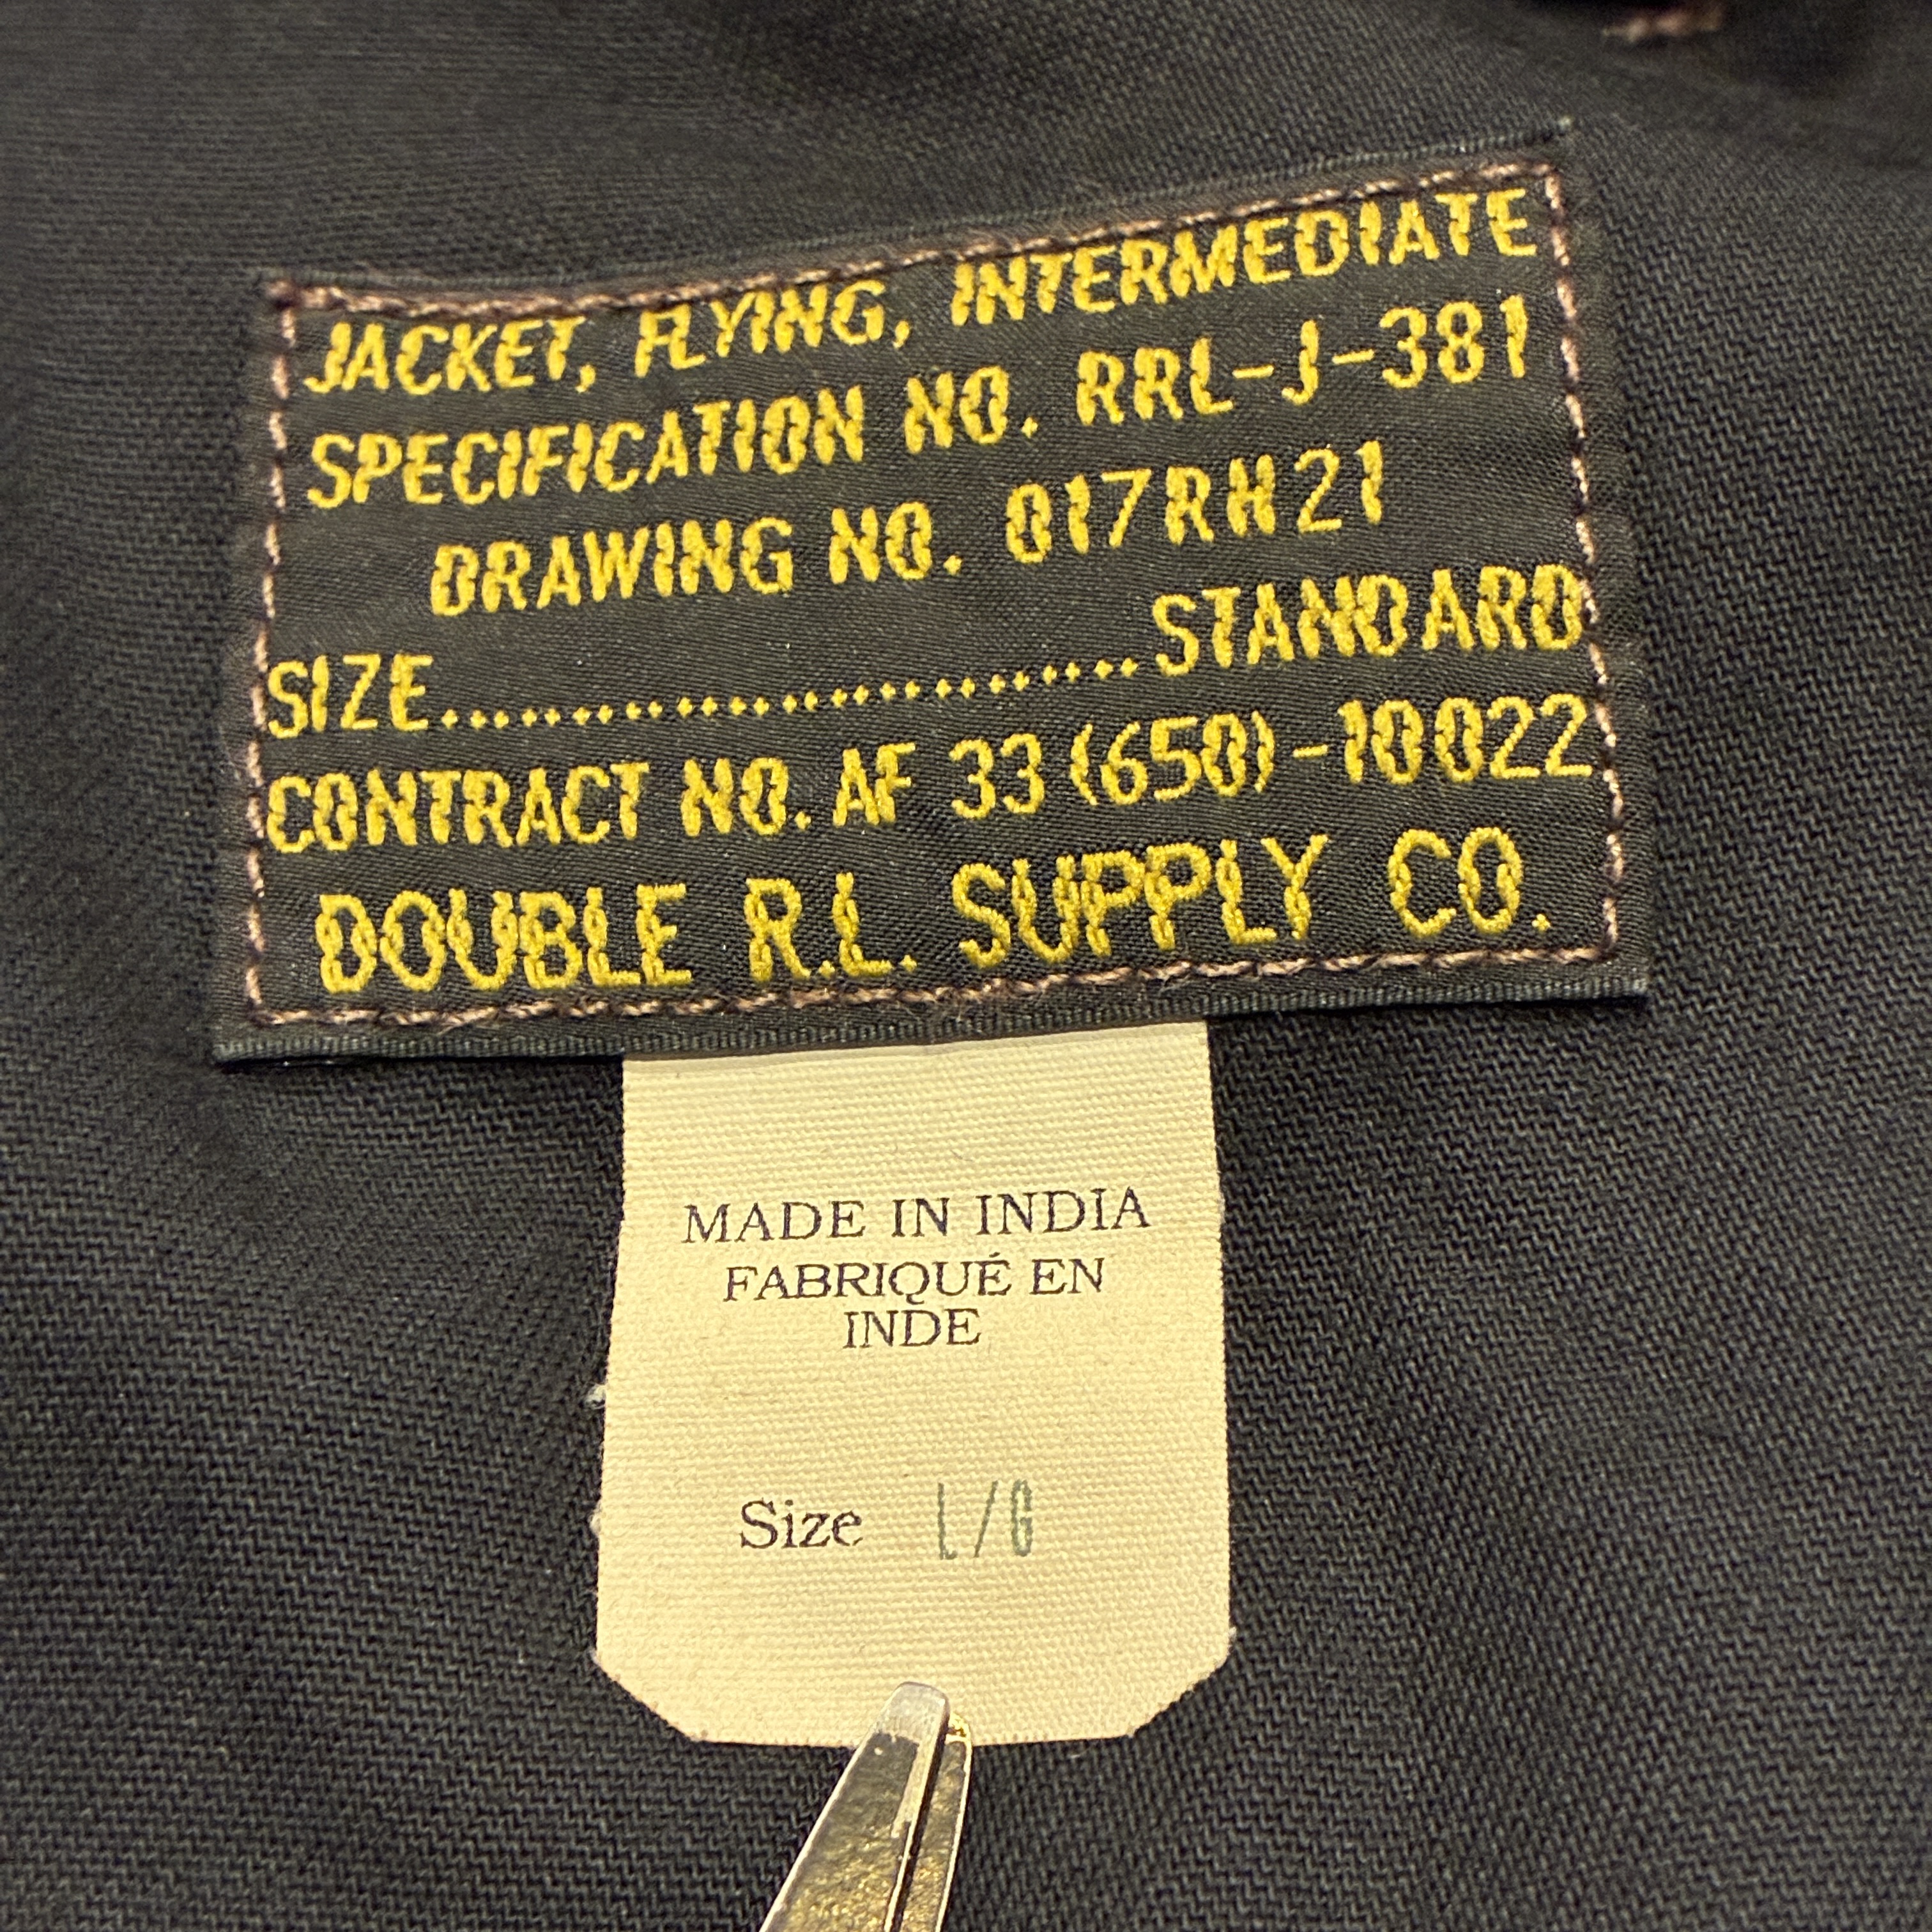 JACKET, FLYING, INTERMEDIATE
SPECIFICATION NO. RRL-J-381
DRAWING NO. 017RH21
SIZE..........................STANDARD
CONTRACT NO. AF 33(650)-10022
DOUBLE R.L. SUPPLY CO.
MADE IN INDIA
FABRIQUÉ EN
INDE
Size L/G